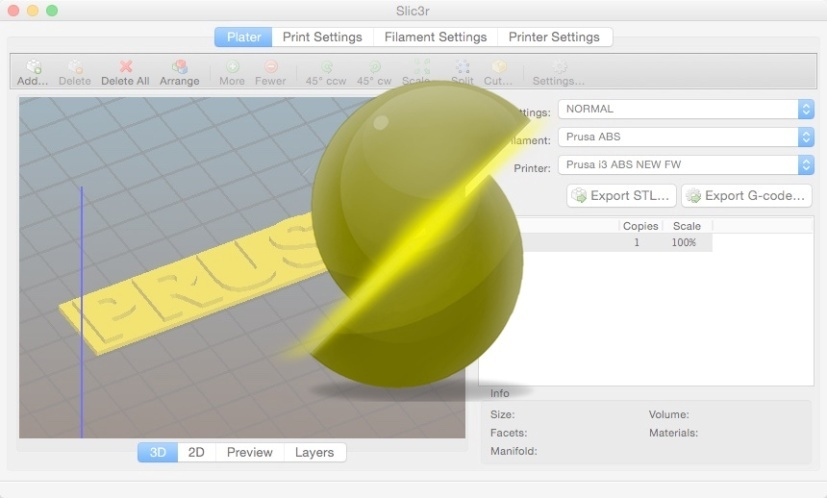 Slic3r
Plater Print Settings Filament Settings Printer Settings
Add... Delete Delete All Arrange More Fewer 45° ccw 45° cw Scale... Split Cut... Settings...
NORMAL
Prusa ABS
Printer: Prusa i3 ABS NEW FW
Export STL... Export G-code...
Copies Scale
1 100%
PRUS
Info
Size: Volume:
Facets: Materials:
Manifold:
3D 2D Preview Layers